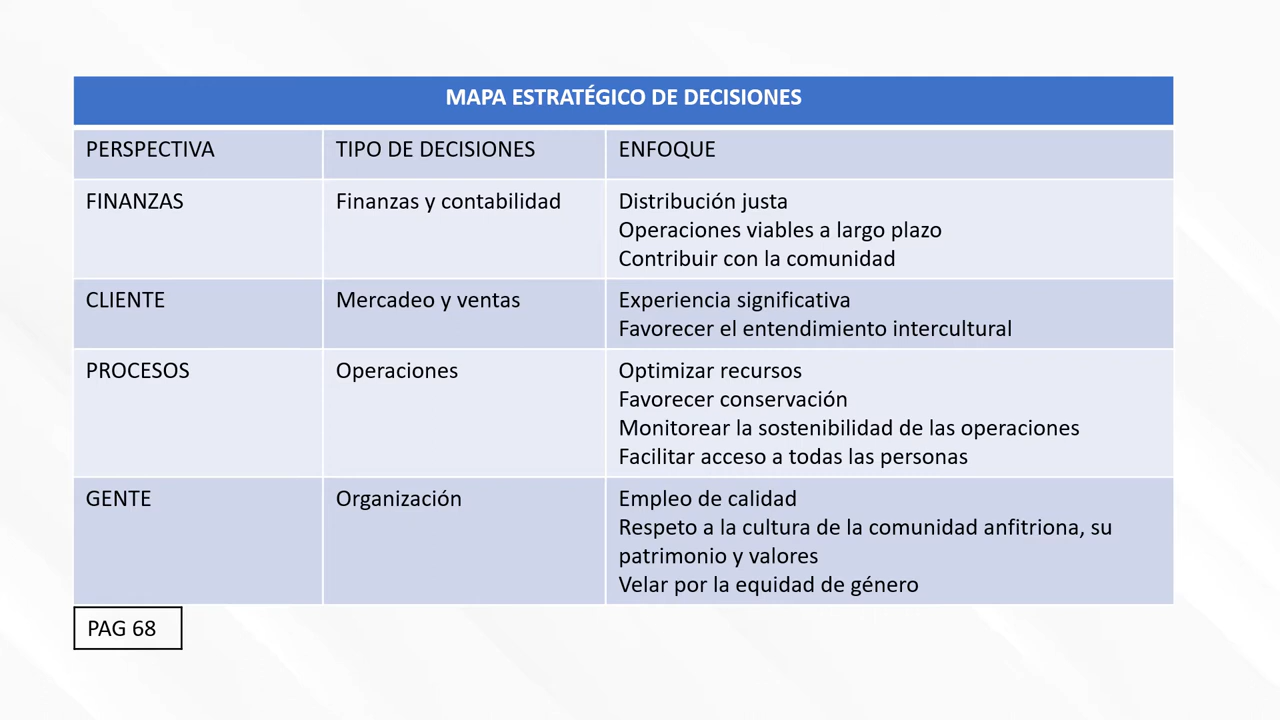 MAPA ESTRATÉGICO DE DECISIONES
PERSPECTIVA TIPO DE DECISIONES ENFOQUE
FINANZAS Finanzas y contabilidad Distribución justa
Operaciones viables a largo plazo
Contribuir con la comunidad
CLIENTE Mercadeo y ventas Experiencia significativa
Favorecer el entendimiento intercultural
PROCESOS Operaciones Optimizar recursos
Favorecer conservación
Monitorear la sostenibilidad de las operaciones
Facilitar acceso a todas las personas
GENTE Organización Empleo de calidad
Respeto a la cultura de la comunidad anfitriona, su
patrimonio y valores
Velar por la equidad de género
PAG 68